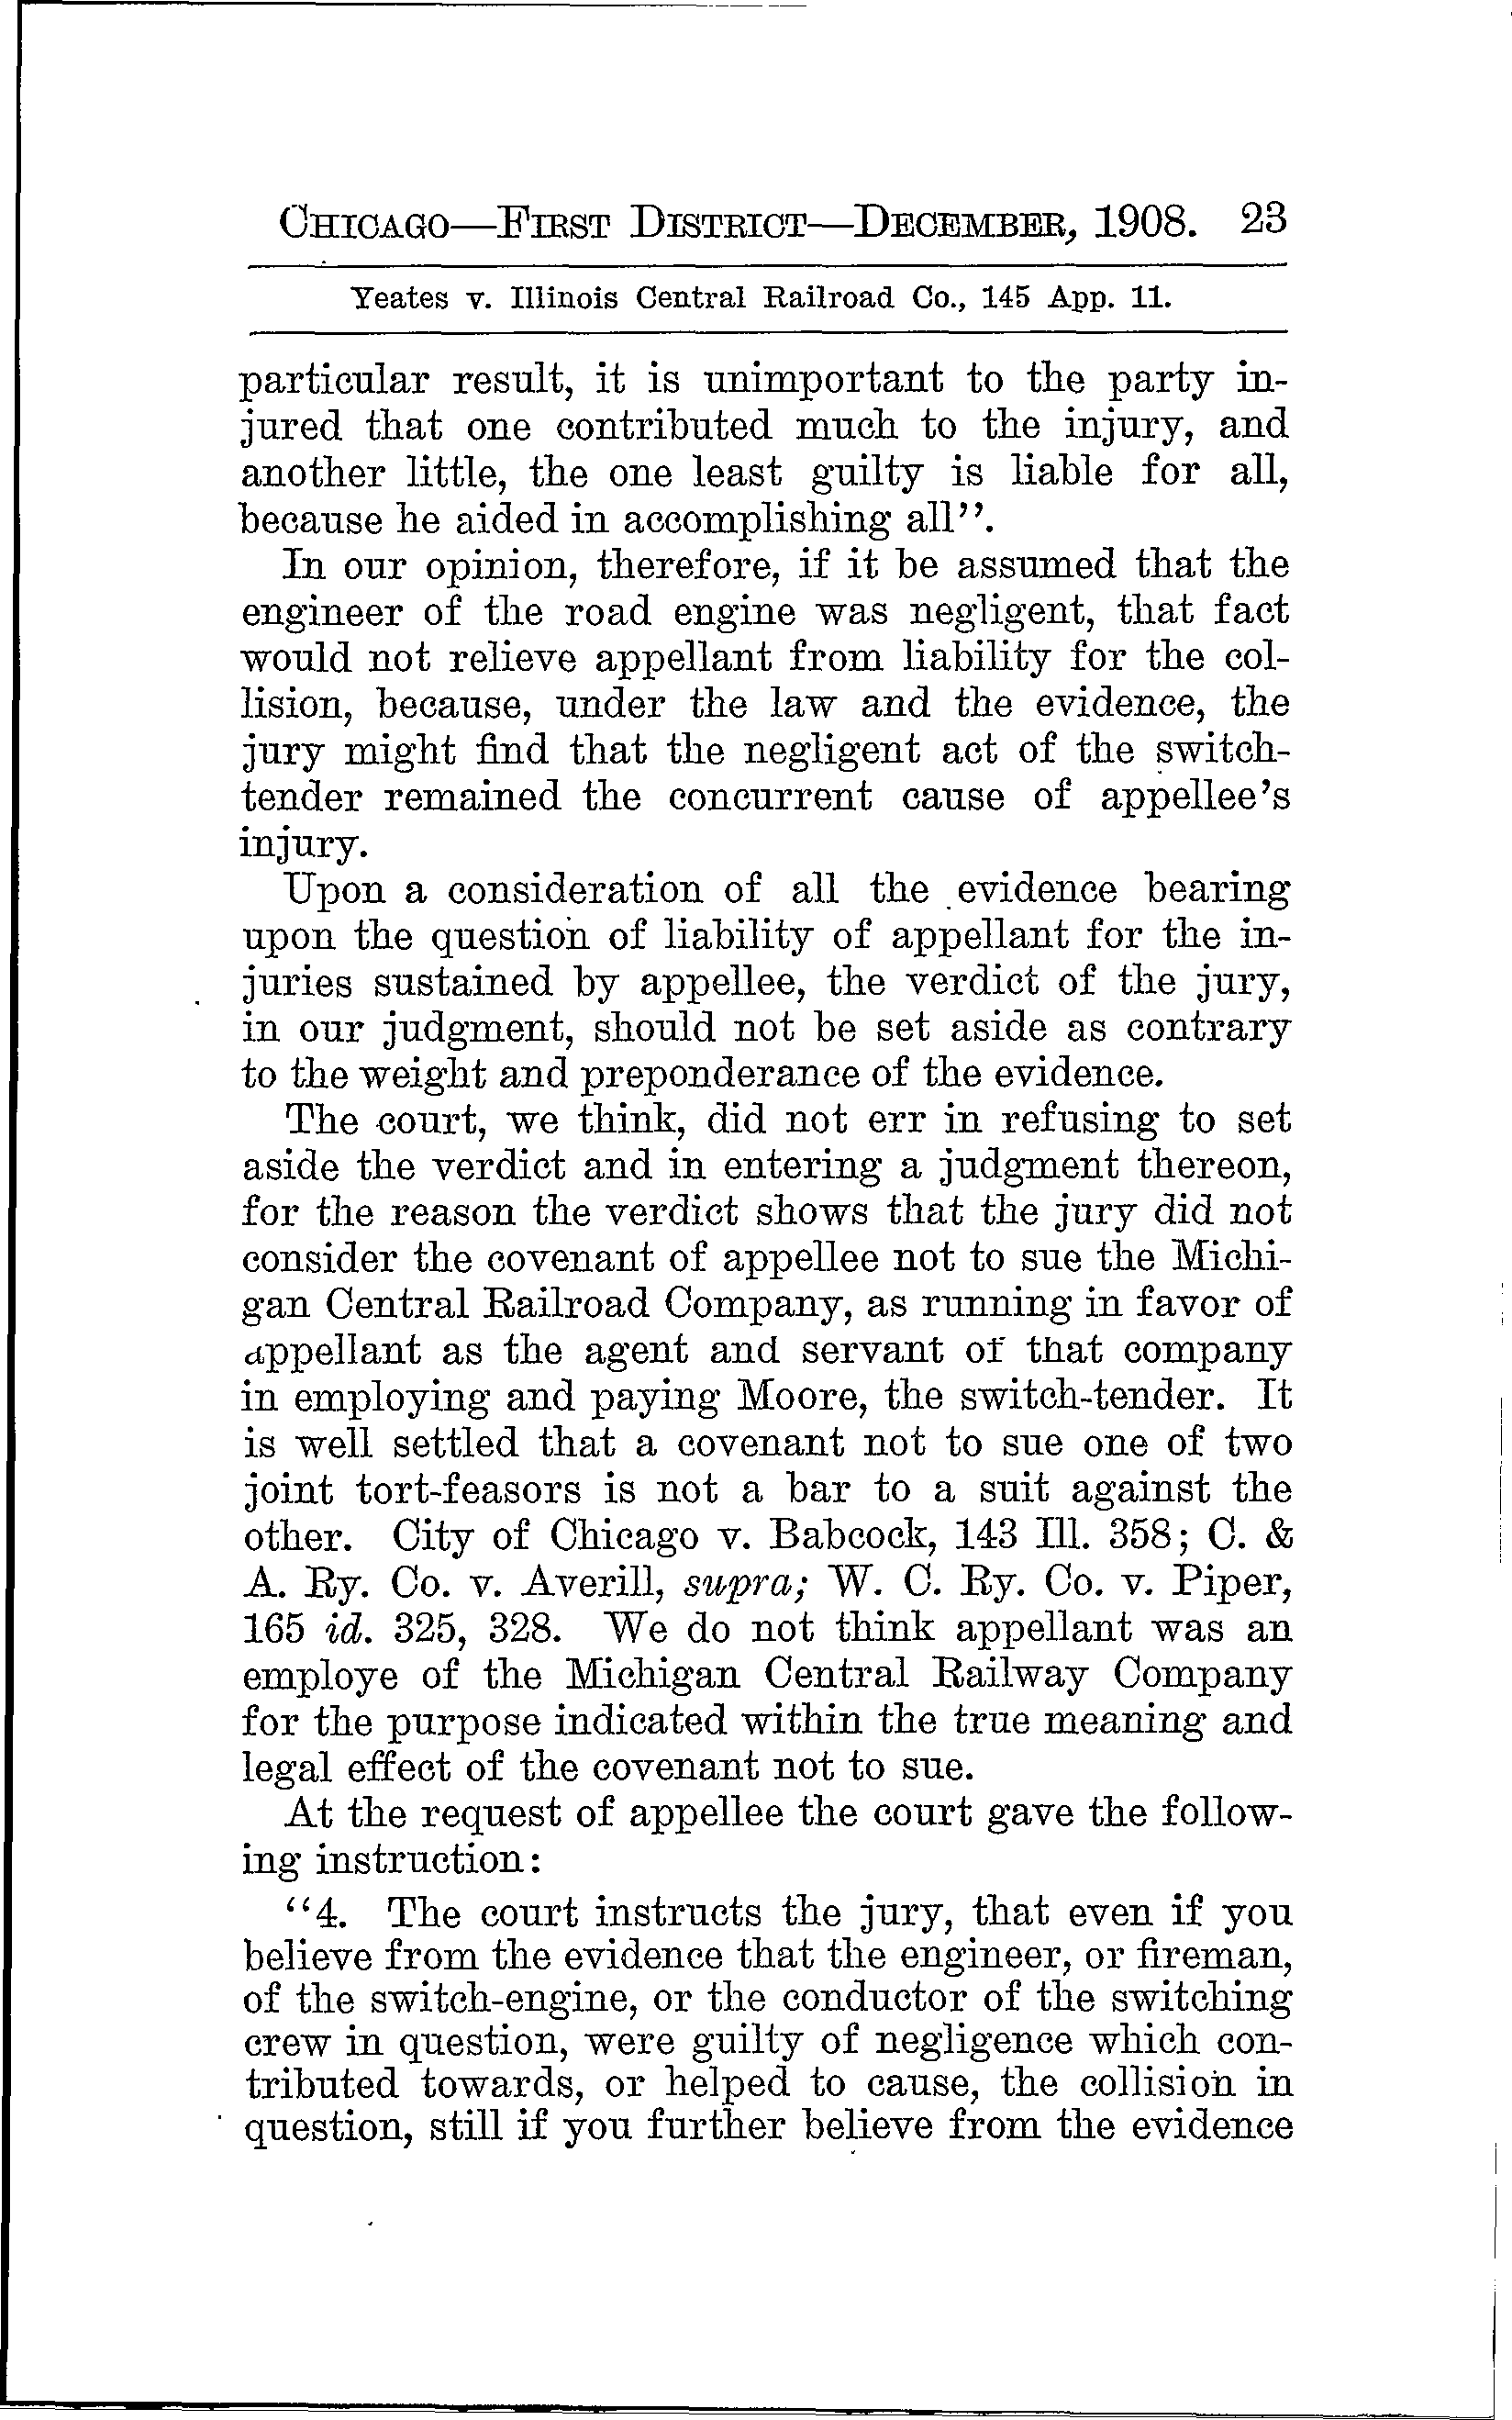 CHICAGO—FIRST DISTRICT—DECEMBER, 1908. 23
Yeates v. Illinois Central Railroad Co., 145 App. 11.
particular result, it is unimportant to the party in-
jured that one contributed much to the injury, and
another little, the one least guilty is liable for all,
because he aided in accomplishing all''.
In our opinion, therefore, if it be assumed that the
engineer of the road engine was negligent, that fact
would not relieve appellant from liability for the col-
lision, because, under the law and the evidence, the
jury might find that the negligent act of the switch-
tender remained the concurrent cause of appellee's
injury.
Upon a consideration of all the evidence bearing
upon the question of liability of appellant for the in-
juries sustained by appellee, the verdict of the jury,
in our judgment, should not be set aside as contrary
to the weight and preponderance of the evidence.
The court, we think, did not err in refusing to set
aside the verdict and in entering a judgment thereon,
for the reason the verdict shows that the jury did not
consider the covenant of appellee not to sue the Michi-
gan Central Railroad Company, as running in favor of
appellant as the agent and servant of that company
in employing and paying Moore, the switch-tender. It
is well settled that a covenant not to sue one of two
joint tort-feasors is not a bar to a suit against the
other. City of Chicago v. Babcock, 143 Ill. 358; C. &
A. Ry. Co. v. Averill, supra; W. C. Ry. Co. v. Piper,
165 id. 325, 328. We do not think appellant was an
employe of the Michigan Central Railway Company
for the purpose indicated within the true meaning and
legal effect of the covenant not to sue.
At the request of appellee the court gave the follow-
ing instruction:
''4. The court instructs the jury, that even if you
believe from the evidence that the engineer, or fireman,
of the switch-engine, or the conductor of the switching
crew in question, were guilty of negligence which con-
tributed towards, or helped to cause, the collision in
question, still if you further believe from the evidence